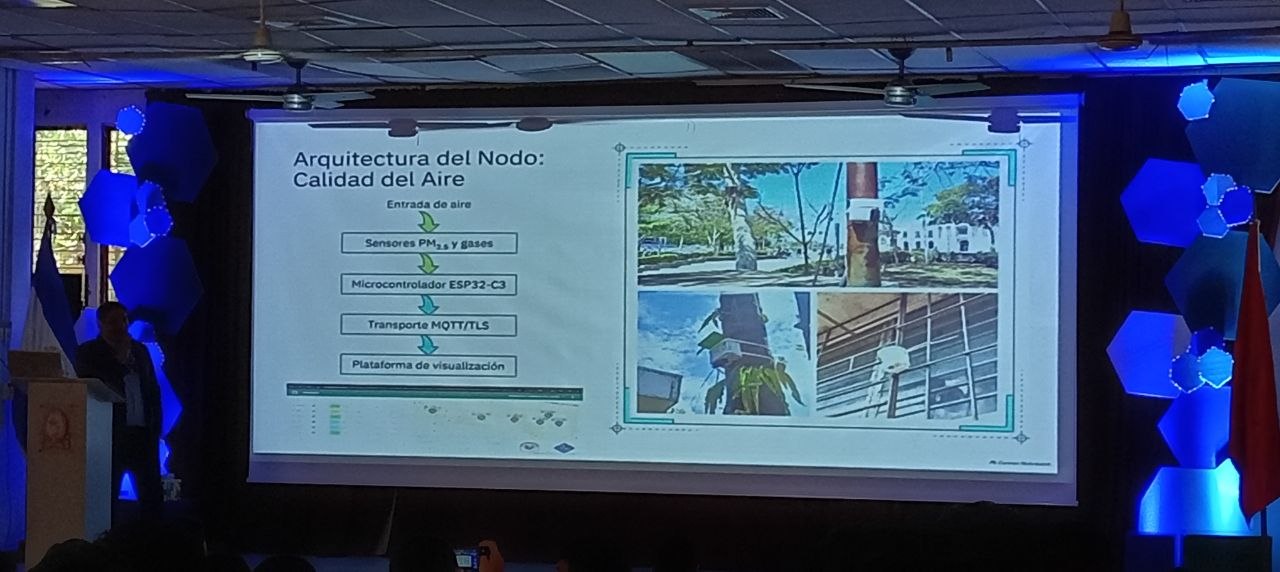 Arquitectura del Nodo:
Calidad del Aire
Entrada de aire
Sensores PM₂.₅ y gases
Microcontrolador ESP32-C3
Transporte MQTT/TLS
Plataforma de visualización